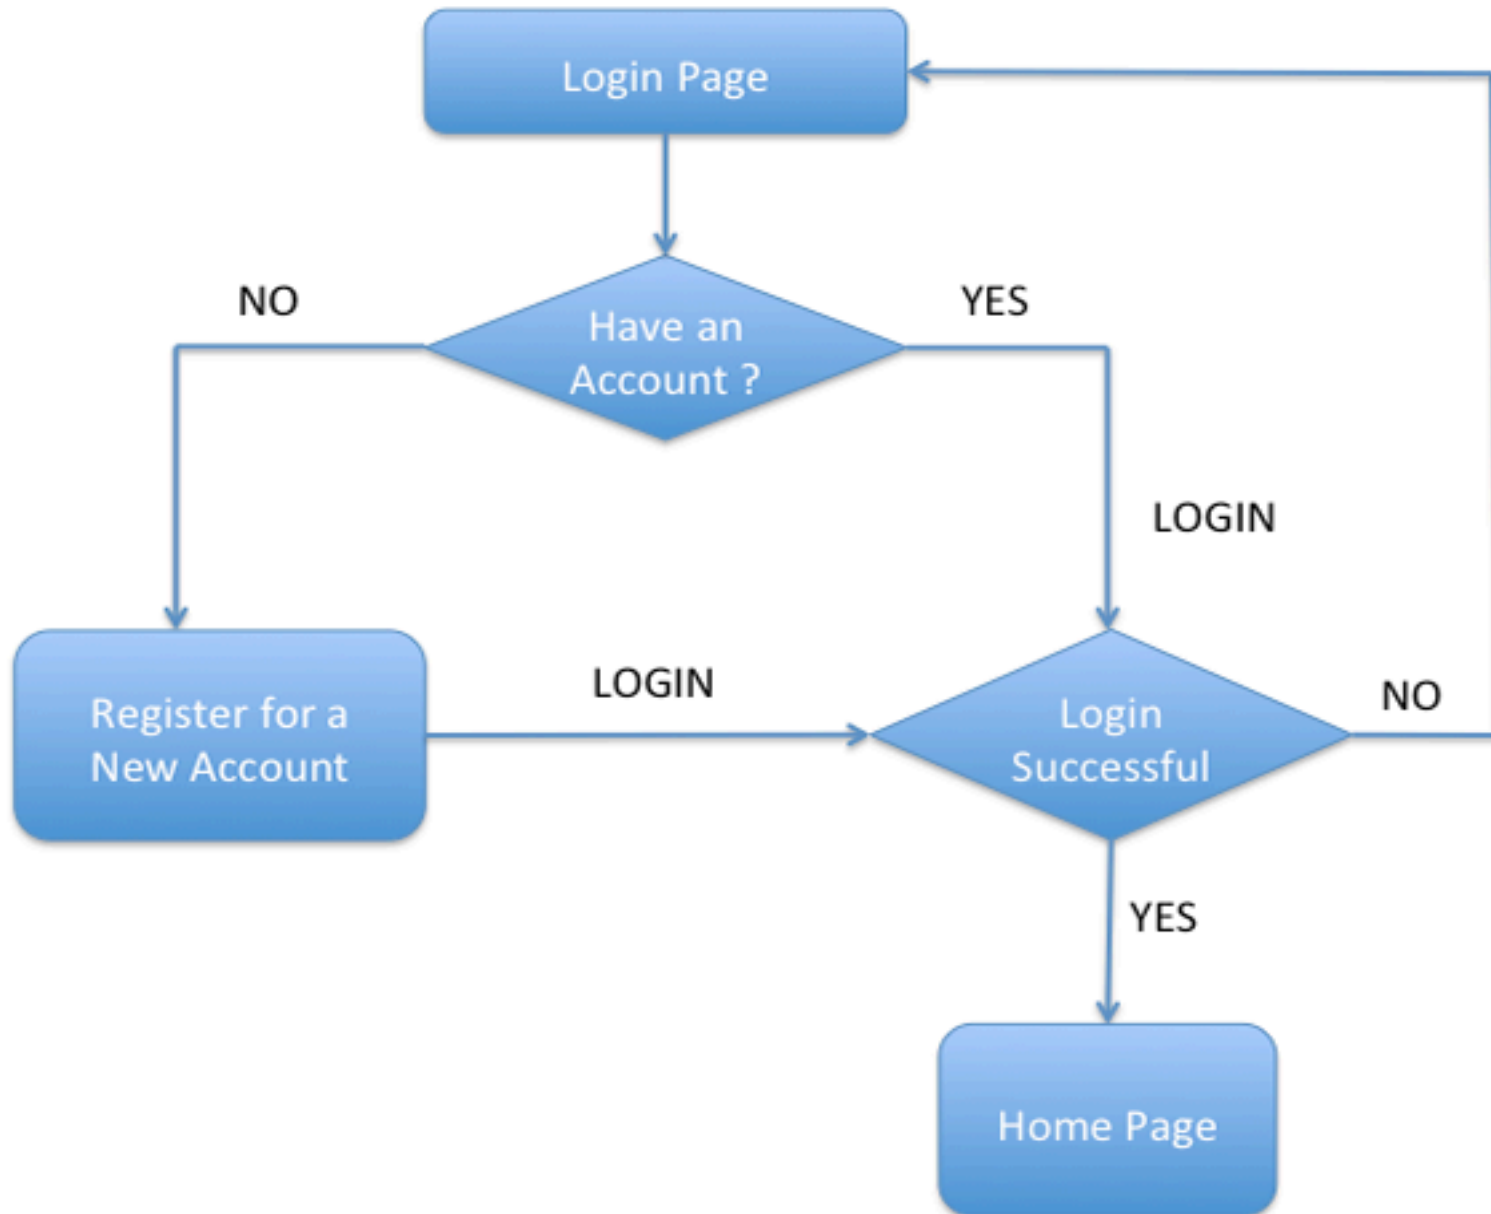 Login Page
NO
YES
Have an
Account ?
LOGIN
Register for a
New Account
LOGIN
Login
Successful
NO
YES
Home Page